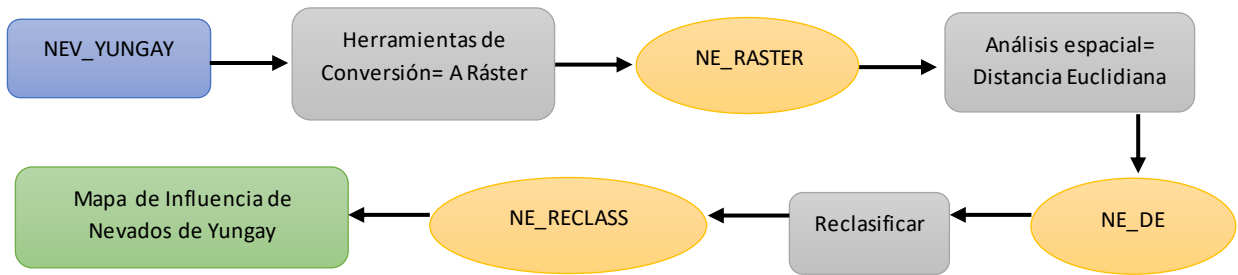 NEV_YUNGAY
Herramientas de
Conversión= A Ráster
NE_RASTER
Análisis espacial=
Distancia Euclidiana
NE_DE
Reclasificar
NE_RECLASS
Mapa de Influencia de
Nevados de Yungay